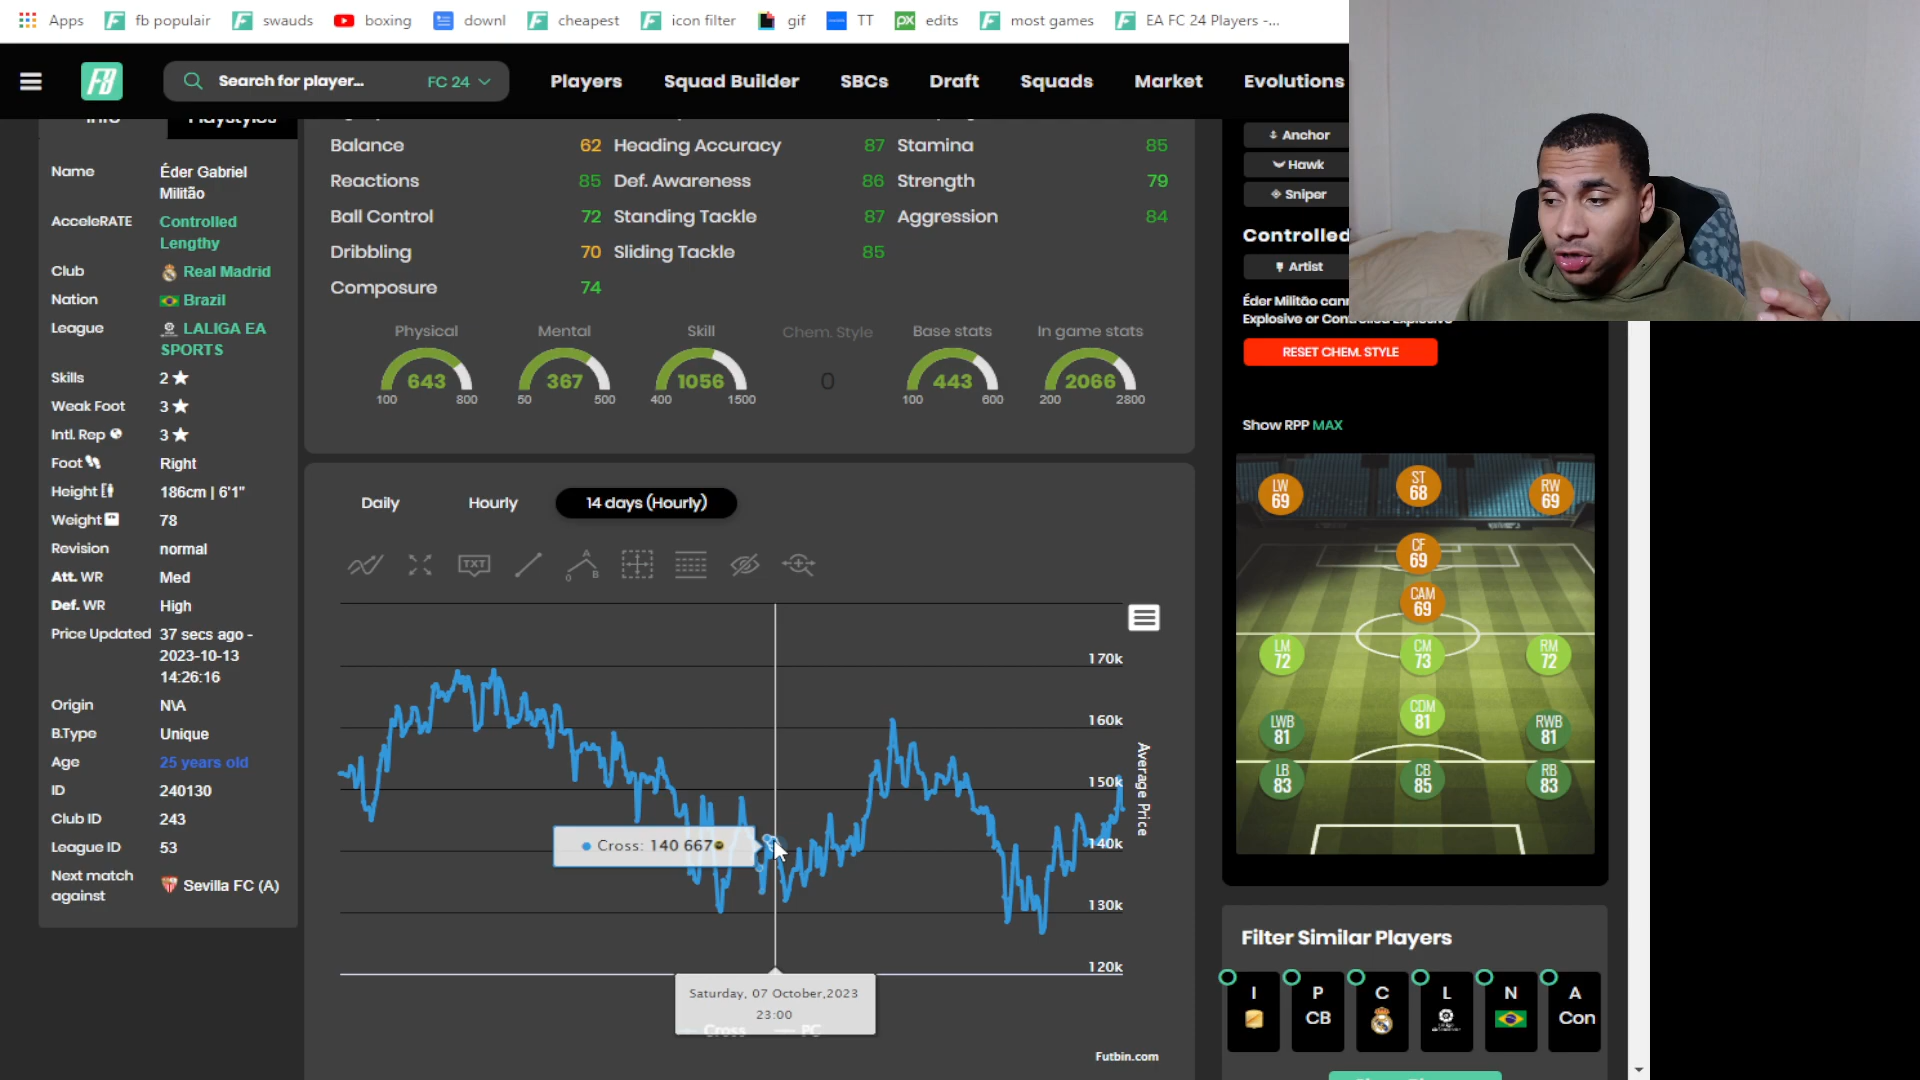 Apps
fb populair
swauds
boxing
downl
cheapest
icon filter
gif
TT
edits
most games
EA FC 24 Players -...
Search for player...
FC 24
Players
Squad Builder
SBCs
Draft
Squads
Market
Evolutions
Info
Playstyles
Name
Éder Gabriel
Militão
AcceleRATE
Controlled
Lengthy
Club
Real Madrid
Nation
Brazil
League
LALIGA EA
SPORTS
Skills
2
Weak Foot
3
Intl. Rep
3
Foot
Right
Height
186cm | 6'1"
Weight
78
Revision
normal
Att. WR
Med
Def. WR
High
Price Updated
37 secs ago -
2023-10-13
14:26:16
Origin
N\A
B.Type
Unique
Age
25 years old
ID
240130
Club ID
243
League ID
53
Next match
against
Sevilla FC (A)
Balance 62
Heading Accuracy 87
Stamina 85
Reactions 85
Def. Awareness 86
Strength 79
Ball Control 72
Standing Tackle 87
Aggression 84
Dribbling 70
Sliding Tackle 85
Composure 74
Physical
643
100 800
Mental
367
50 500
Skill
1056
400 1500
Chem. Style
0
Base stats
443
100 600
In game stats
2066
200 2800
Daily
Hourly
14 days (Hourly)
TXT
A
0 B
170k
160k
150k
140k
130k
120k
Average Price
Cross: 140 667
Saturday, 07 October,2023
23:00
Cross
PC
Futbin.com
Anchor
Hawk
Sniper
Controlled
Artist
Éder Militão
Explosive or
RESET CHEM. STYLE
Show RPP MAX
LW
69
ST
68
RW
69
CF
69
CAM
69
LM
72
CM
73
RM
72
CDM
81
LWB
81
RWB
81
LB
83
CB
85
RB
83
Filter Similar Players
I
P
CB
C
L
N
A
Con